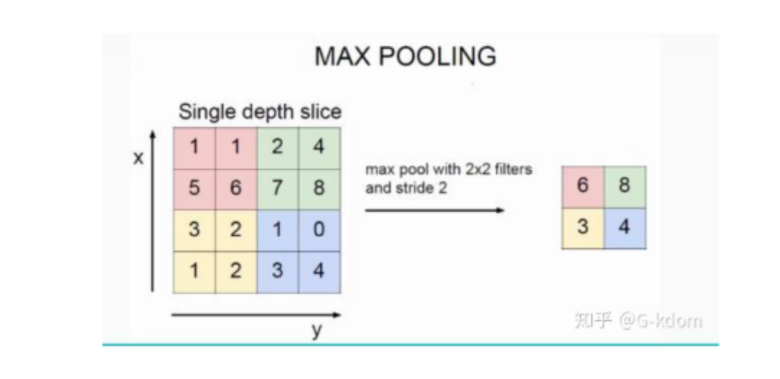 MAX POOLING
Single depth slice
x
1 1 2 4
5 6 7 8
3 2 1 0
1 2 3 4
y
max pool with 2x2 filters
and stride 2
6 8
3 4
知乎 @G-kdom